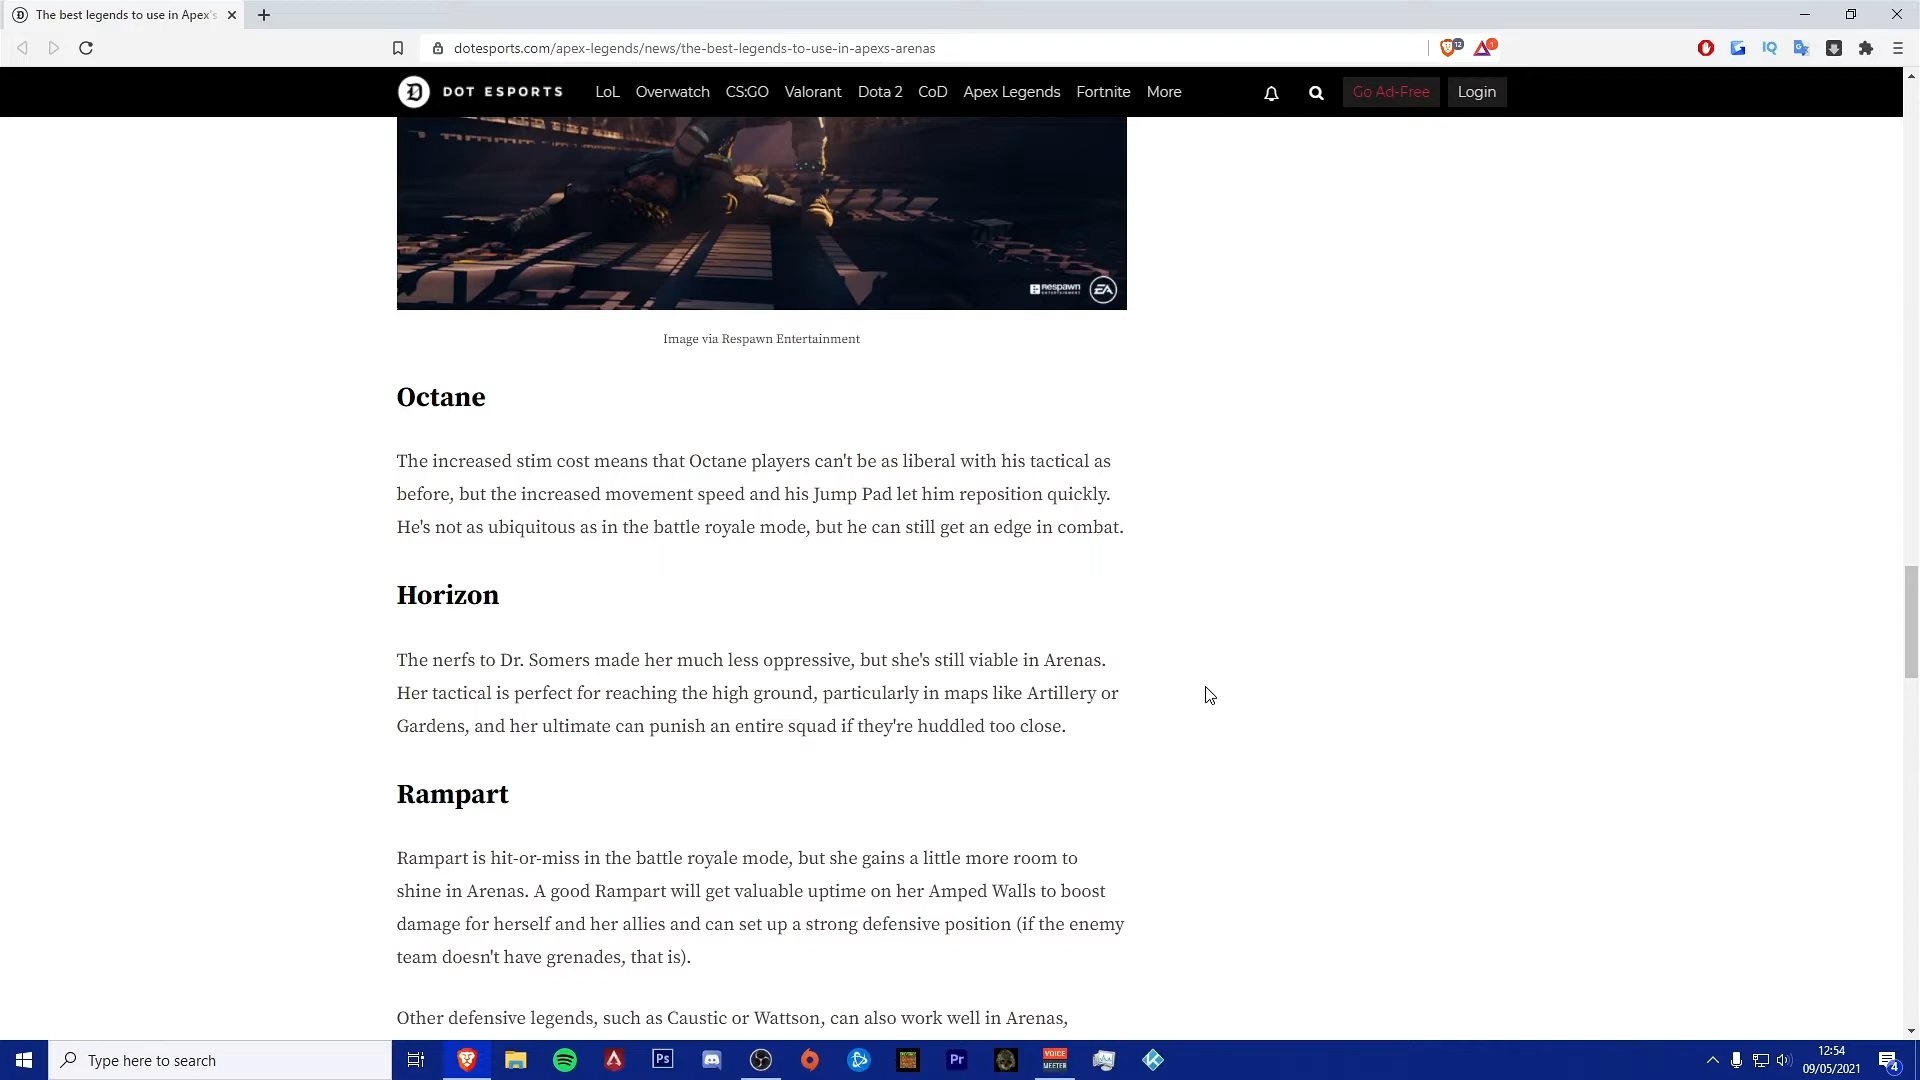 The best legends to use in Apex's
dotesports.com/apex-legends/news/the-best-legends-to-use-in-apexs-arenas
12
1
IQ
DOT ESPORTS
LoL Overwatch CS:GO Valorant Dota 2 CoD Apex Legends Fortnite More
Go Ad-Free
Login
RESPAWN
ENTERTAINMENT
EA
Image via Respawn Entertainment
Octane
The increased stim cost means that Octane players can't be as liberal with his tactical as
before, but the increased movement speed and his Jump Pad let him reposition quickly.
He's not as ubiquitous as in the battle royale mode, but he can still get an edge in combat.
Horizon
The nerfs to Dr. Somers made her much less oppressive, but she's still viable in Arenas.
Her tactical is perfect for reaching the high ground, particularly in maps like Artillery or
Gardens, and her ultimate can punish an entire squad if they're huddled too close.
Rampart
Rampart is hit-or-miss in the battle royale mode, but she gains a little more room to
shine in Arenas. A good Rampart will get valuable uptime on her Amped Walls to boost
damage for herself and her allies and can set up a strong defensive position (if the enemy
team doesn't have grenades, that is).
Other defensive legends, such as Caustic or Wattson, can also work well in Arenas,
Type here to search
Ps
Pr
VOICE
MEETER
12:54
09/05/2021
4